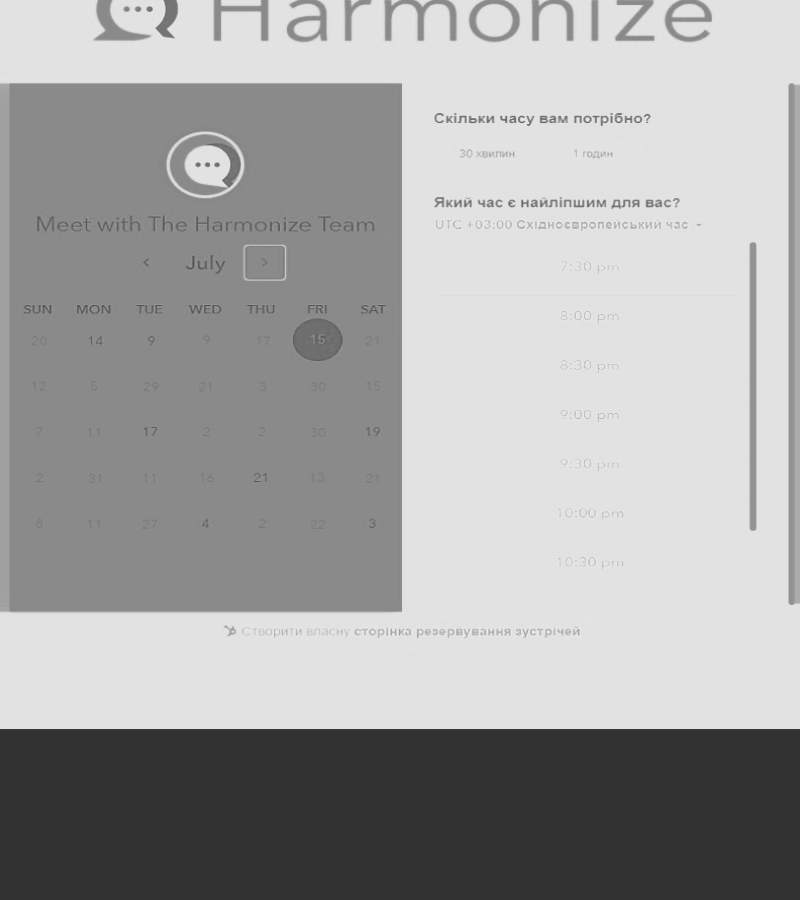 Harmonize
Meet with The Harmonize Team
July
SUN MON TUE WED THU FRI SAT
20 14 9 9 17 15 21
12 5 29 21 3 30 15
7 11 17 2 2 30 19
2 31 11 16 21 13 21
8 11 27 4 2 22 3
Скільки часу вам потрібно?
30 хвилин 1 годин
Який час є найліпшим для вас?
UTC +03:00 Східноєвропейський час
7:30 pm
8:00 pm
8:30 pm
9:00 pm
9:30 pm
10:00 pm
10:30 pm
Створити власну сторінка резервування зустрічей